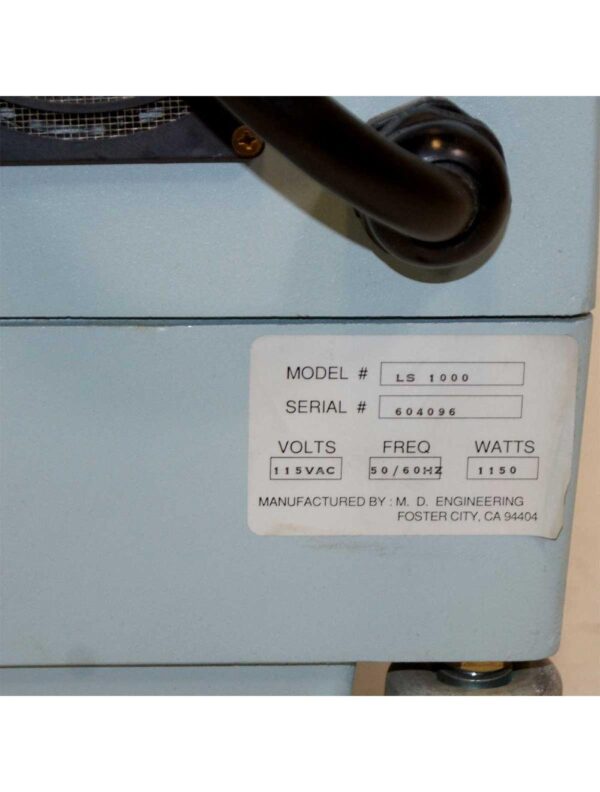 MODEL # LS 1000
SERIAL # 604096
VOLTS FREQ WATTS
115VAC 50/60HZ 1150
MANUFACTURED BY : M. D. ENGINEERING
FOSTER CITY, CA 94404